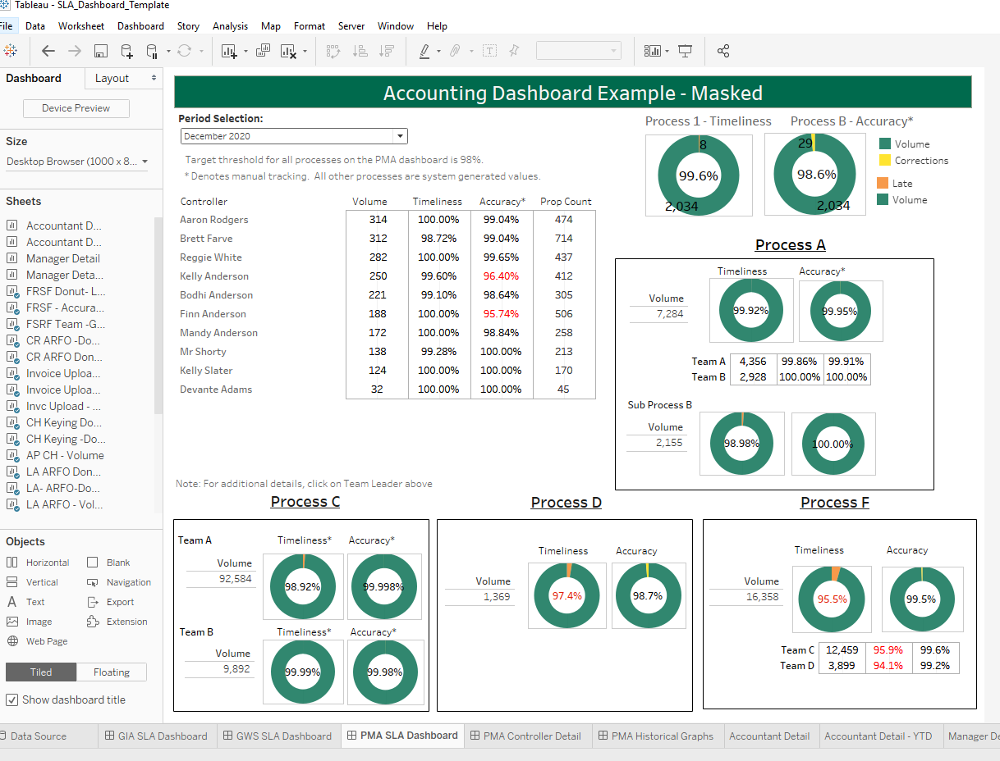 Tableau - SLA_Dashboard_Template
File Data Worksheet Dashboard Story Analysis Map Format Server Window Help
Dashboard Layout
Device Preview
Size
Desktop Browser (1000 x 8...
Sheets
Accountant D...
Accountant D...
Manager Detail
Manager Deta...
FRSF Donut- L...
FRSF - Accura...
FSRF Team -G...
CR ARFO -Do...
CR ARFO Don...
Invoice Uploa...
Invoice Uploa...
Invc Upload - ...
CH Keying Do...
CH Keying -Do...
AP CH - Volume
LA ARFO Don...
LA- ARFO-Do...
LA ARFO - Vol...
Objects
Horizontal Blank
Vertical Navigation
A Text Export
Image Extension
Web Page
Tiled Floating
Show dashboard title
Accounting Dashboard Example - Masked
Period Selection:
December 2020
Target threshold for all processes on the PMA dashboard is 98%.
* Denotes manual tracking. All other processes are system generated values.
Process 1 - Timeliness Process B - Accuracy*
8 29
99.6% 98.6%
2,034 2,034
Volume
Corrections
Late
Volume
Controller Volume Timeliness Accuracy* Prop Count
Aaron Rodgers 314 100.00% 99.04% 474
Brett Farve 312 98.72% 99.04% 714
Reggie White 282 100.00% 99.65% 437
Kelly Anderson 250 99.60% 96.40% 412
Bodhi Anderson 221 99.10% 98.64% 305
Finn Anderson 188 100.00% 95.74% 506
Mandy Anderson 172 100.00% 98.84% 258
Mr Shorty 138 99.28% 100.00% 213
Kelly Slater 124 100.00% 100.00% 170
Devante Adams 32 100.00% 100.00% 45
Note: For additional details, click on Team Leader above
Process A
Timeliness Accuracy*
Volume
7,284 99.92% 99.95%
Team A 4,356 99.86% 99.91%
Team B 2,928 100.00% 100.00%
Sub Process B
Volume
2,155 98.98% 100.00%
Process C
Team A Timeliness* Accuracy*
Volume
92,584 98.92% 99.998%
Team B Timeliness* Accuracy*
Volume
9,892 99.99% 99.98%
Process D
Timeliness Accuracy
Volume
1,369 97.4% 98.7%
Process F
Timeliness Accuracy
Volume
16,358 95.5% 99.5%
Team C 12,459 95.9% 99.6%
Team D 3,899 94.1% 99.2%
Data Source GIA SLA Dashboard GWS SLA Dashboard PMA SLA Dashboard PMA Controller Detail PMA Historical Graphs Accountant Detail Accountant Detail - YTD Manager De